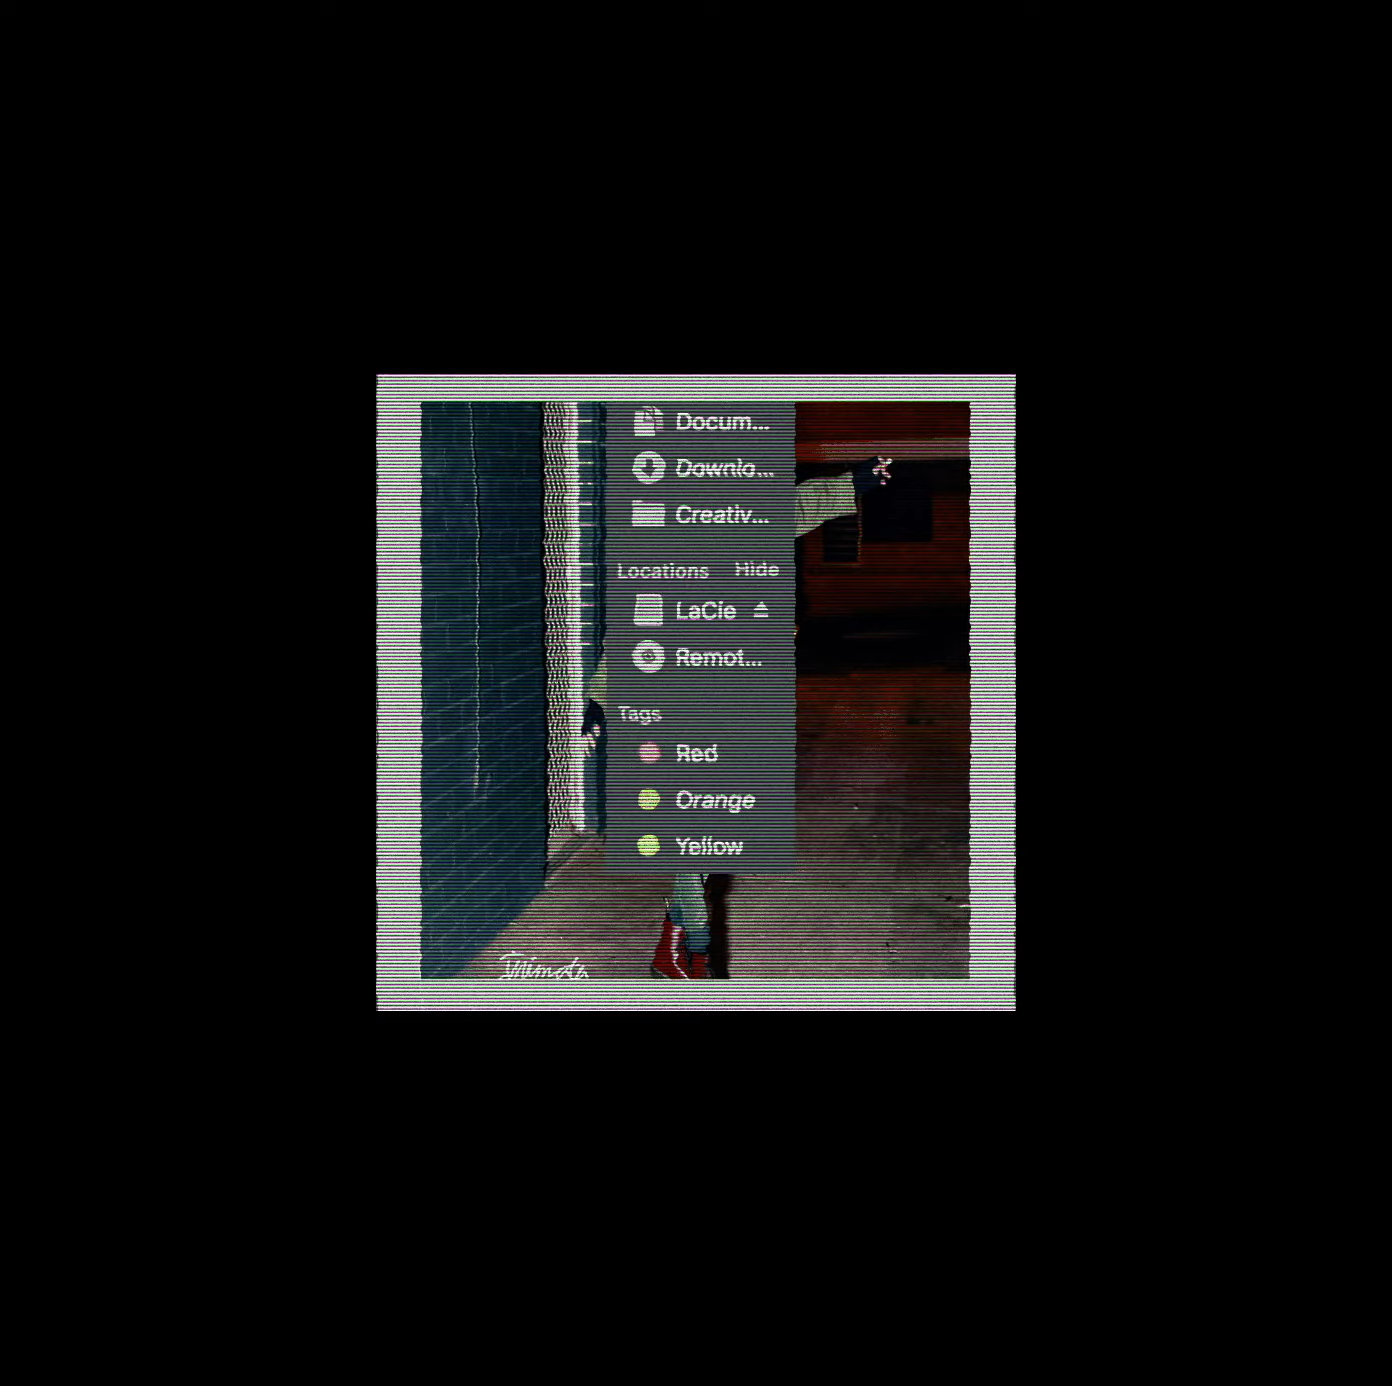 Docum...
Downlo...
Creativ...
Locations Hide
LaCie
Remot...
Tags
Red
Orange
Yellow